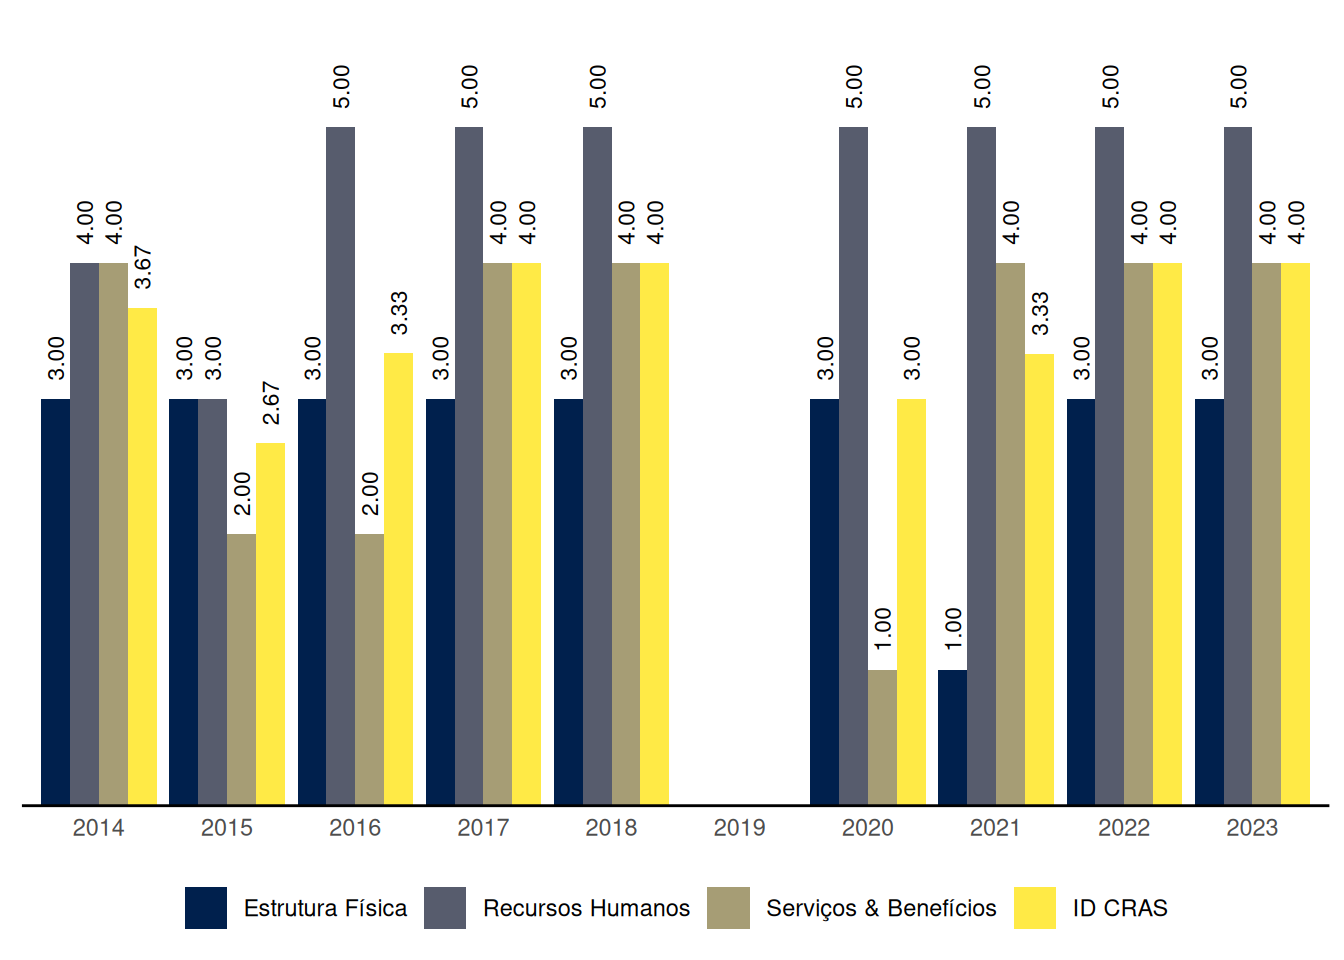 3.00 4.00 4.00 3.67 3.00 3.00 2.00 2.67 3.00 5.00 2.00 3.33 3.00 5.00 4.00 4.00 3.00 5.00 4.00 4.00 3.00 5.00 1.00 3.00 1.00 5.00 4.00 3.33 3.00 5.00 4.00 4.00 3.00 5.00 4.00 4.00
2014 2015 2016 2017 2018 2019 2020 2021 2022 2023
Estrutura Física Recursos Humanos Serviços & Benefícios ID CRAS